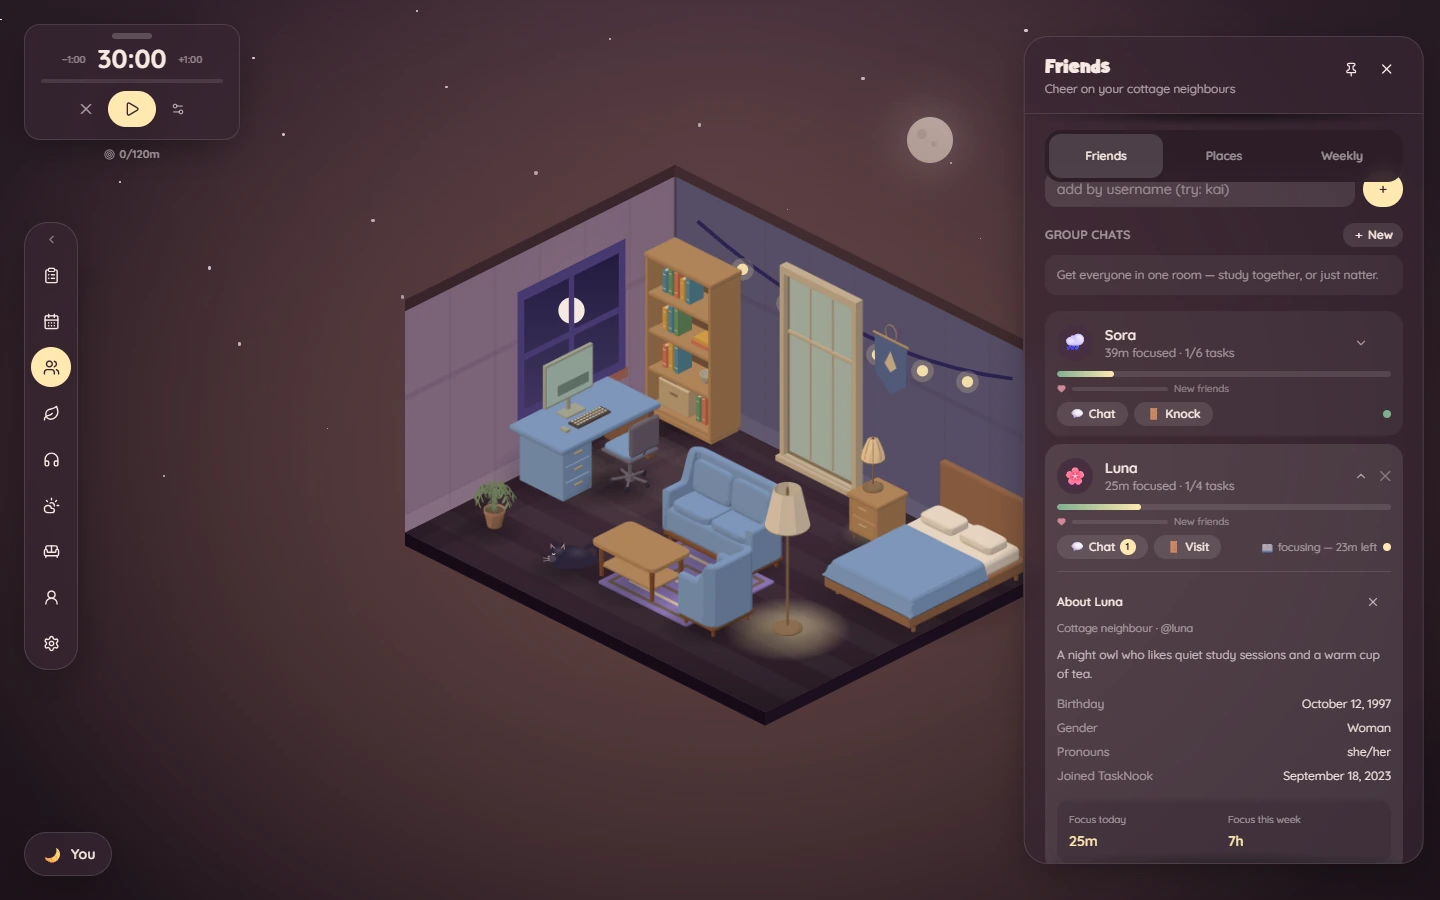 −1:00 30:00 +1:00
0/120m
You
Friends
Cheer on your cottage neighbours
Friends Places Weekly
add by username (try: kai) +
GROUP CHATS + New
Get everyone in one room — study together, or just natter.
Sora
39m focused · 1/6 tasks
New friends
Chat Knock
Luna
25m focused · 1/4 tasks
New friends
Chat 1 Visit focusing — 23m left
About Luna
Cottage neighbour · @luna
A night owl who likes quiet study sessions and a warm cup
of tea.
Birthday October 12, 1997
Gender Woman
Pronouns she/her
Joined TaskNook September 18, 2023
Focus today Focus this week
25m 7h